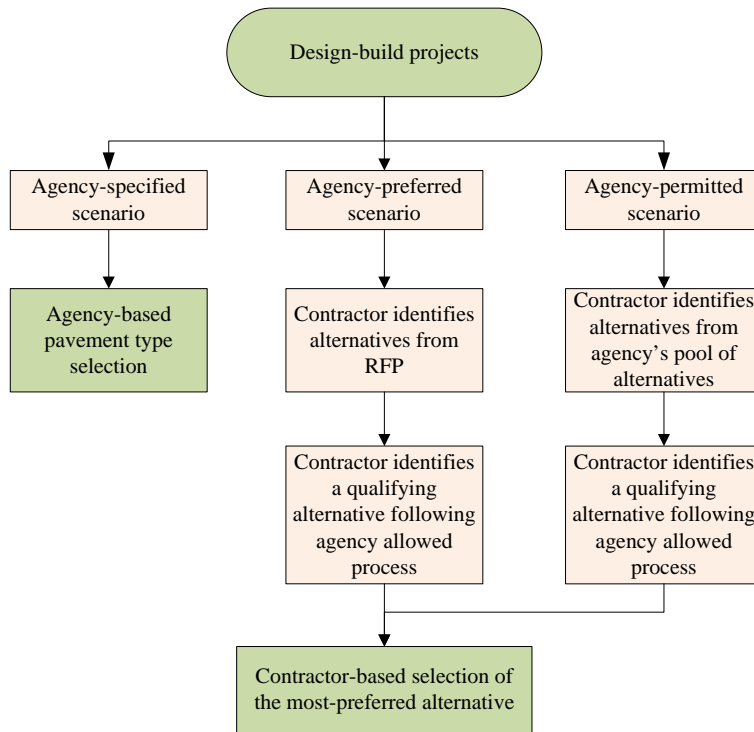 Design-build projects
Agency-specified
scenario
Agency-preferred
scenario
Agency-permitted
scenario
Agency-based
pavement type
selection
Contractor identifies
alternatives from
RFP
Contractor identifies
alternatives from
agency’s pool of
alternatives
Contractor identifies
a qualifying
alternative following
agency allowed
process
Contractor identifies
a qualifying
alternative following
agency allowed
process
Contractor-based selection of
the most-preferred alternative